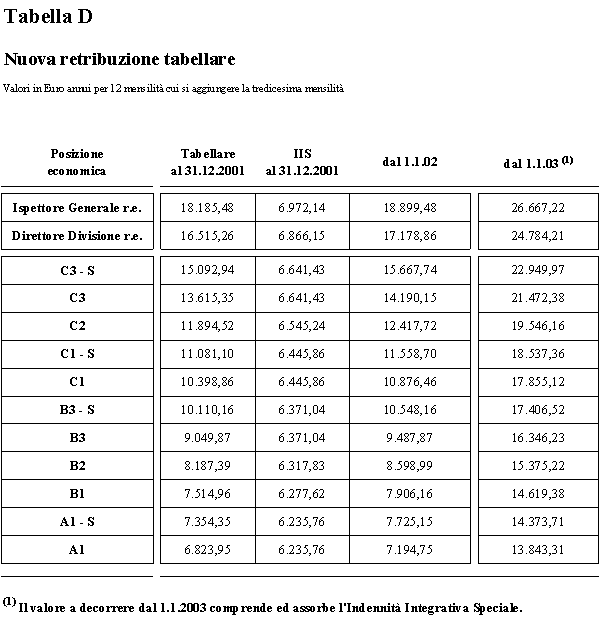 Tabella D
Nuova retribuzione tabellare
Valori in Euro annui per 12 mensilità cui si aggiungere la tredicesima mensilità
Posizione economica Tabellare al 31.12.2001 IIS al 31.12.2001 dal 1.1.02 dal 1.1.03 (1)
Ispettore Generale r.e. 18.185,48 6.972,14 18.899,48 26.667,22
Direttore Divisione r.e. 16.515,26 6.866,15 17.178,86 24.784,21
C3 - S 15.092,94 6.641,43 15.667,74 22.949,97
C3 13.615,35 6.641,43 14.190,15 21.472,38
C2 11.894,52 6.545,24 12.417,72 19.546,16
C1 - S 11.081,10 6.445,86 11.558,70 18.537,36
C1 10.398,86 6.445,86 10.876,46 17.855,12
B3 - S 10.110,16 6.371,04 10.548,16 17.406,52
B3 9.049,87 6.371,04 9.487,87 16.346,23
B2 8.187,39 6.317,83 8.598,99 15.375,22
B1 7.514,96 6.277,62 7.906,16 14.619,38
A1 - S 7.354,35 6.235,76 7.725,15 14.373,71
A1 6.823,95 6.235,76 7.194,75 13.843,31
(1) Il valore a decorrere dal 1.1.2003 comprende ed assorbe l'Indennità Integrativa Speciale.